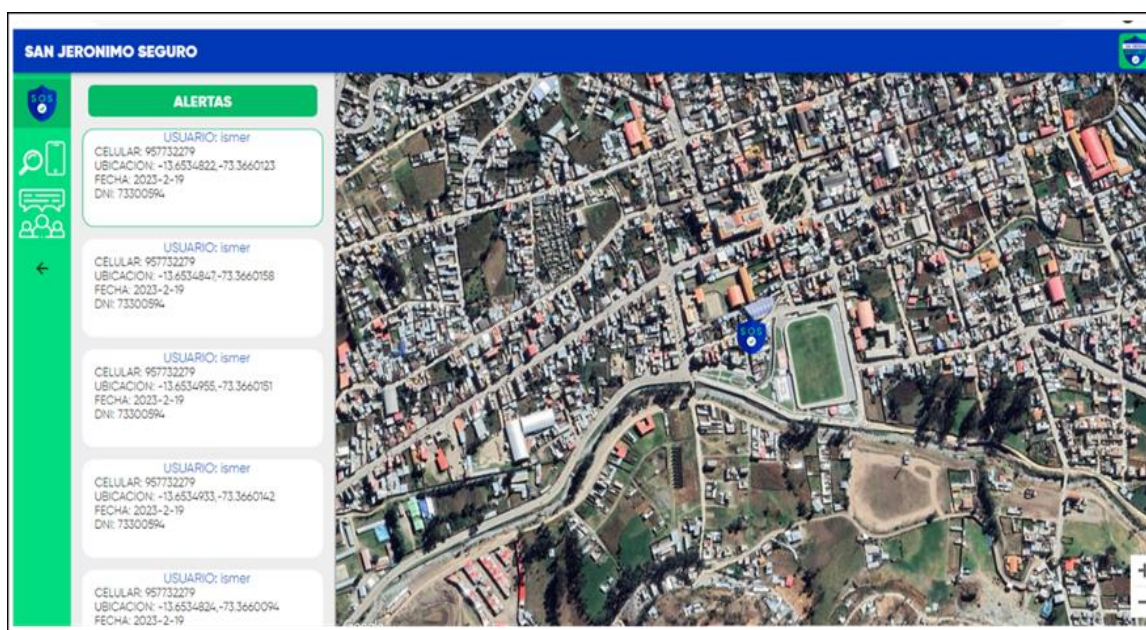 SAN JERONIMO SEGURO
SOS
ALERTAS
USUARIO: ismer
CELULAR: 957732279
UBICACION: -13.6534822,-73.3660123
FECHA: 2023-2-19
DNI: 73300594
USUARIO: ismer
CELULAR: 957732279
UBICACION: -13.6534847,-73.3660158
FECHA: 2023-2-19
DNI: 73300594
USUARIO: ismer
CELULAR: 957732279
UBICACION: -13.6534955,-73.3660151
FECHA: 2023-2-19
DNI: 73300594
USUARIO: ismer
CELULAR: 957732279
UBICACION: -13.6534933,-73.3660142
FECHA: 2023-2-19
DNI: 73300594
USUARIO: ismer
CELULAR: 957732279
UBICACION: -13.6534824,-73.3660094
FECHA: 2023-2-19
SOS